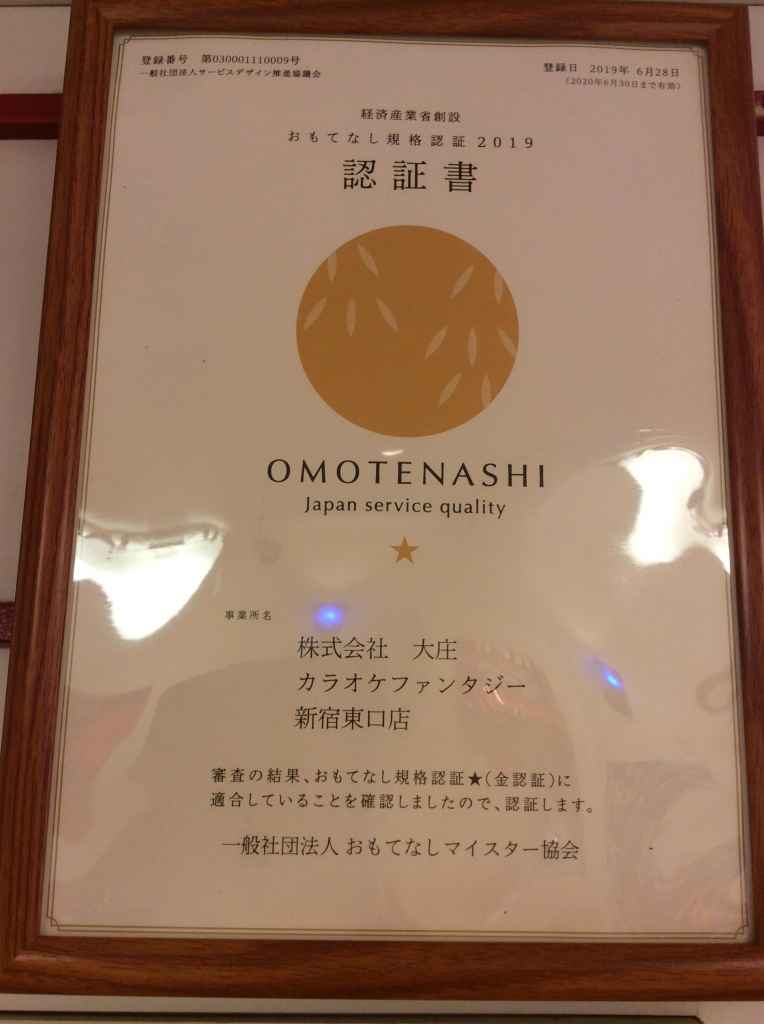 登録番号　第030001110009号
一般社団法人サービスデザイン推進協議会
登録日　2019年 6月28日
（2020年6月30日まで有効）
経済産業省創設
おもてなし規格認証2019
認証書
OMOTENASHI
Japan service quality
★
事業所名
株式会社　大庄
カラオケファンタジー
新宿東口店
審査の結果、おもてなし規格認証★（金認証）に
適合していることを確認しましたので、認証します。
一般社団法人 おもてなしマイスター協会